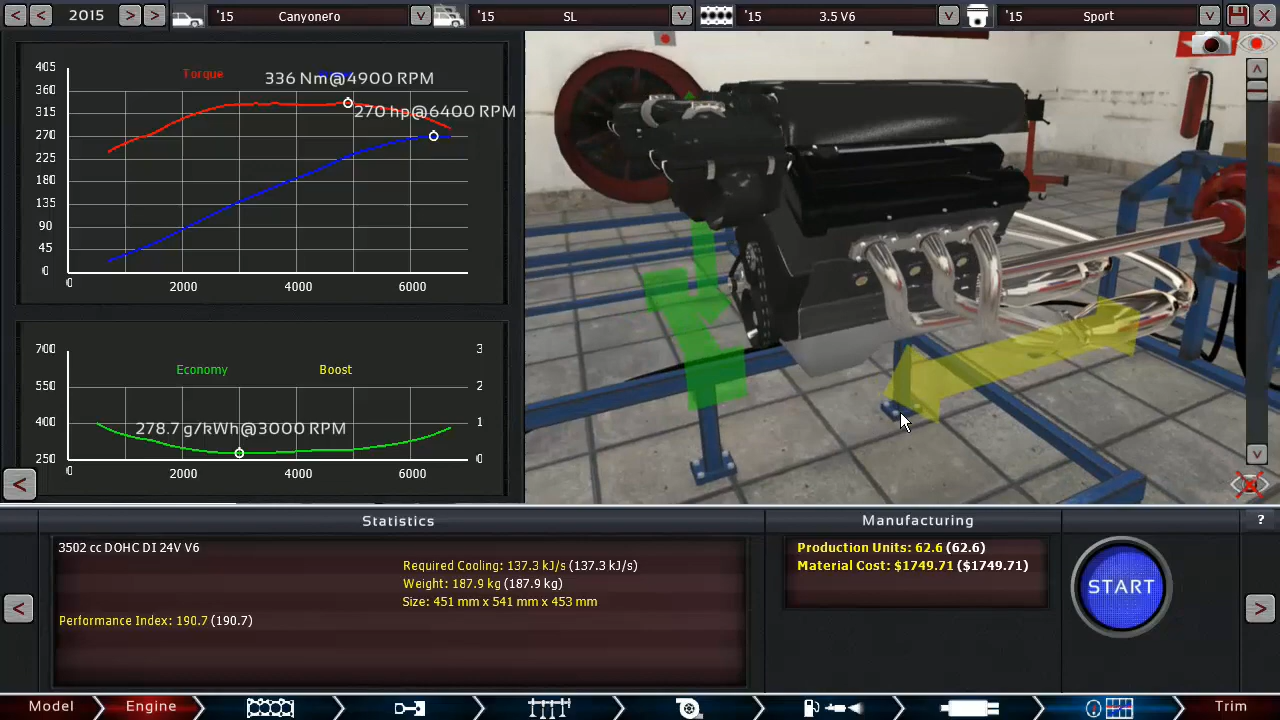 < < 2015 > > '15 Canyonero V '15 SL V '15 3.5 V6 V '15 Sport V X
405
Torque
336 Nm@4900 RPM
360
315
270 hp@6400 RPM
270
225
180
135
90
45
0
0 2000 4000 6000
700 3
Economy Boost
550 2
400 1
278.7 g7kWh@3000 RPM
250 0
0 2000 4000 6000
<
Statistics Manufacturing ?
3502 cc DOHC DI 24V V6
Required Cooling: 137.3 kJ/s (137.3 kJ/s)
Weight: 187.9 kg (187.9 kg)
Size: 451 mm x 541 mm x 453 mm
Performance Index: 190.7 (190.7)
Production Units: 62.6 (62.6)
Material Cost: $1749.71 ($1749.71)
START
< >
Model Engine Trim